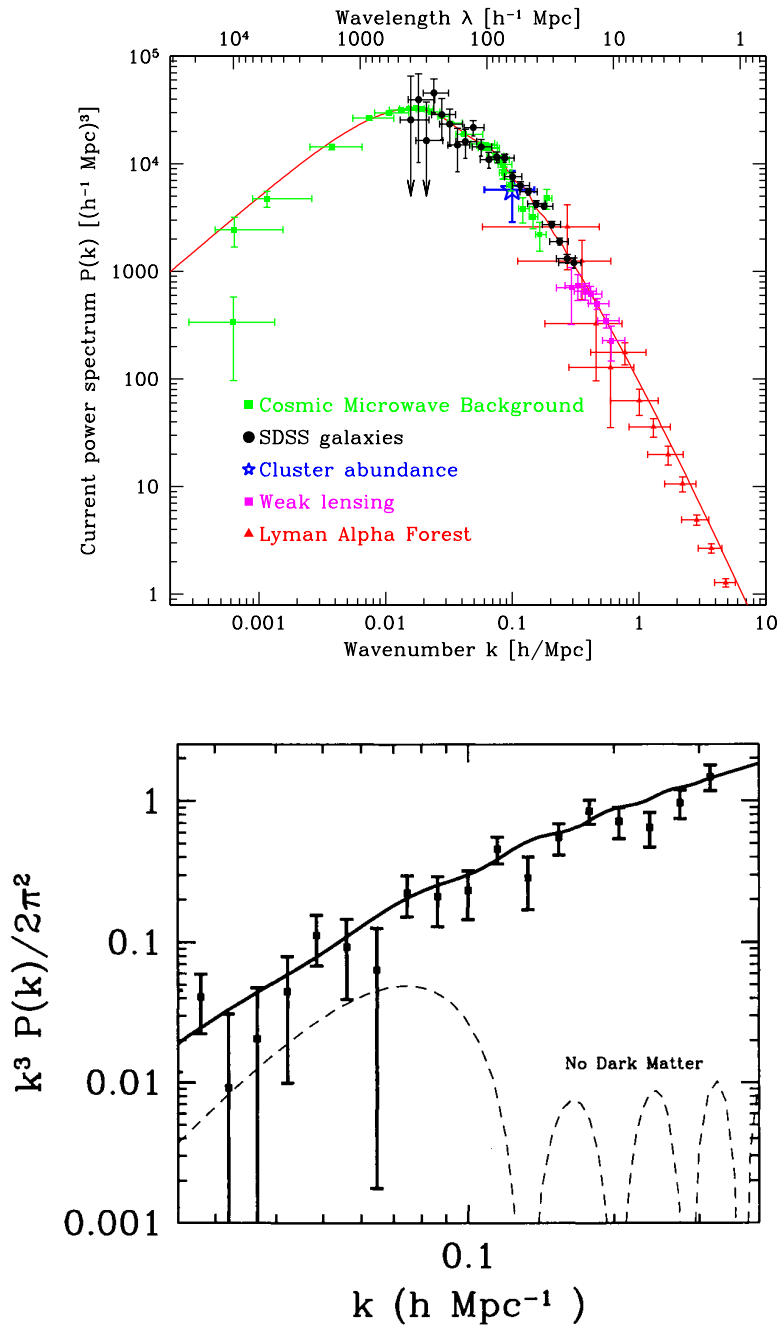 Wavelength λ [h⁻¹ Mpc]
10⁴ 1000 100 10 1
10⁵
10⁴
1000
100
10
1
Current power spectrum P(k) [(h⁻¹ Mpc)³]
Cosmic Microwave Background
SDSS galaxies
Cluster abundance
Weak lensing
Lyman Alpha Forest
0.001 0.01 0.1 1 10
Wavenumber k [h/Mpc]
1
0.1
0.01
0.001
k³ P(k)/2π²
No Dark Matter
0.1
k (h Mpc⁻¹)